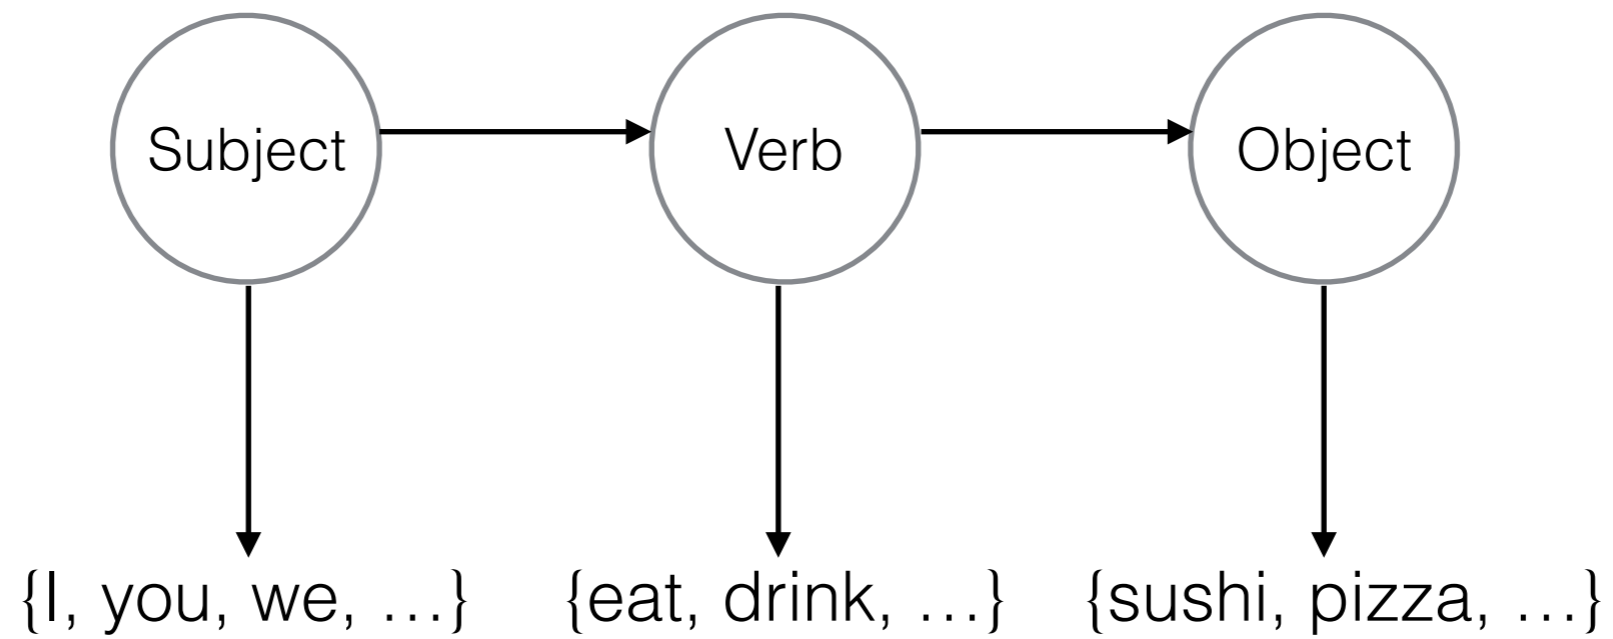 Subject Verb Object
{I, you, we, …} {eat, drink, …} {sushi, pizza, …}